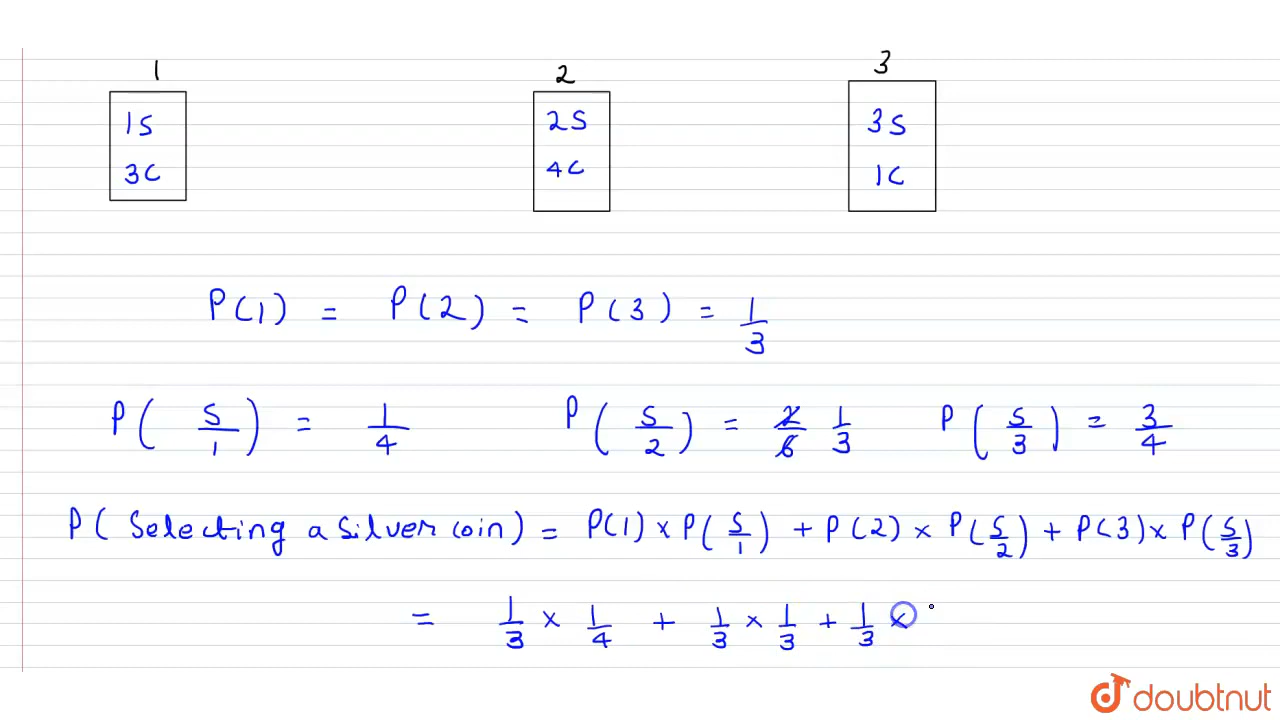 1 2 3
1S 2S 3S
3C 4C 1C
P(1) = P(2) = P(3) = 1/3
P(S/1) = 1/4 P(S/2) = 2/6 1/3 P(S/3) = 3/4
P( Selecting a silver coin) = P(1) × P(S/1) + P(2) × P(S/2) + P(3) × P(S/3)
= 1/3 × 1/4 + 1/3 × 1/3 + 1/3 ×
doubtnut